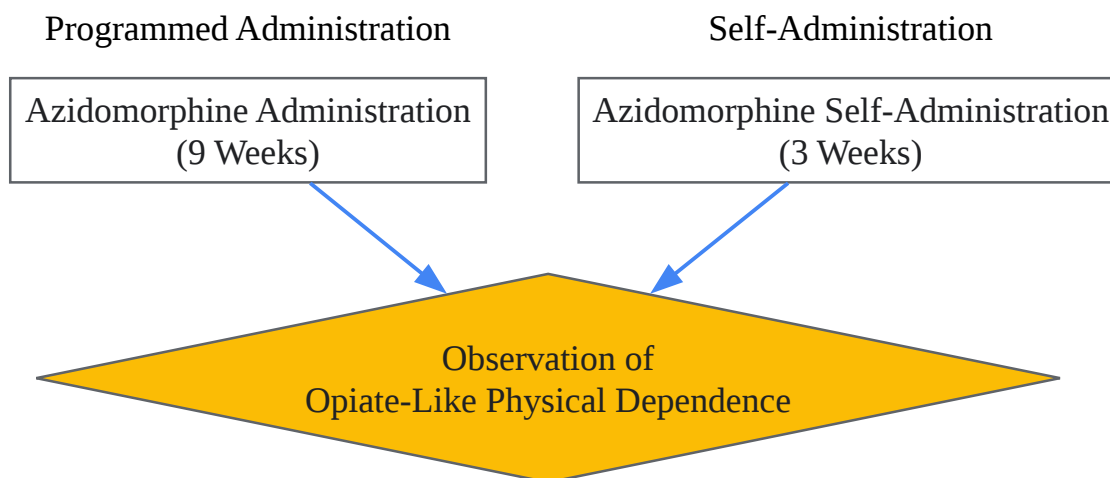 Programmed Administration
Self-Administration
Azidomorphine Administration
(9 Weeks)
Azidomorphine Self-Administration
(3 Weeks)
Observation of
Opiate-Like Physical Dependence